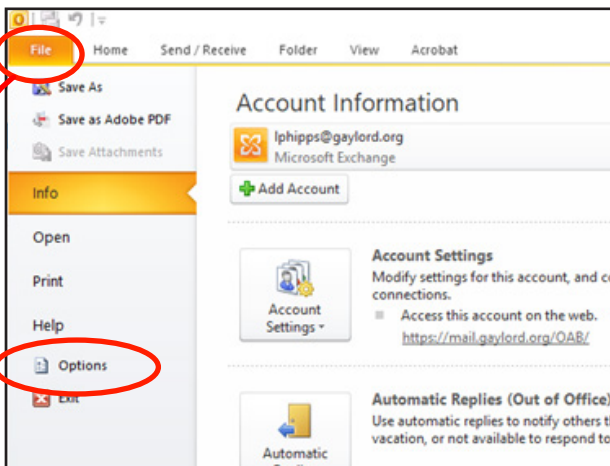 File Home Send / Receive Folder View Acrobat
Save As
Save as Adobe PDF
Save Attachments
Info
Open
Print
Help
Options
Exit
Account Information
lphipps@gaylord.org
Microsoft Exchange
Add Account
Account Settings
Account Settings
Modify settings for this account, and
connections.
Access this account on the web.
https://mail.gaylord.org/OAB/
Automatic
Automatic Replies (Out of Office)
Use automatic replies to notify others
vacation, or not available to respond to